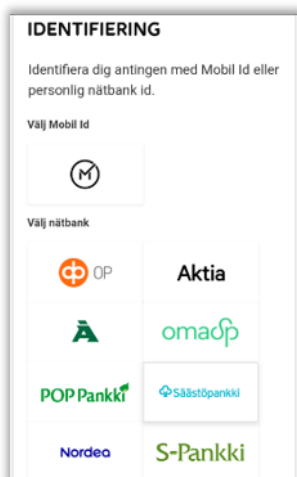 IDENTIFIERING
Identifiera dig antingen med Mobil Id eller
personlig nätbank id.
Välj Mobil Id
M
Välj nätbank
OP
Aktia
Å
omasp
POP Pankki
Säästöpankki
Nordea
S-Pankki